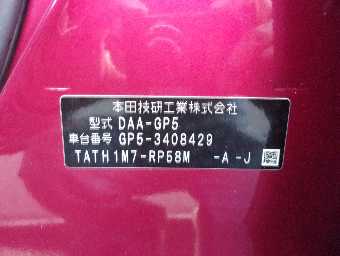 本田技研工業株式会社
型式 DAA-GP5
車台番号 GP5-3408429
TATH1M7-RP58M -A-J